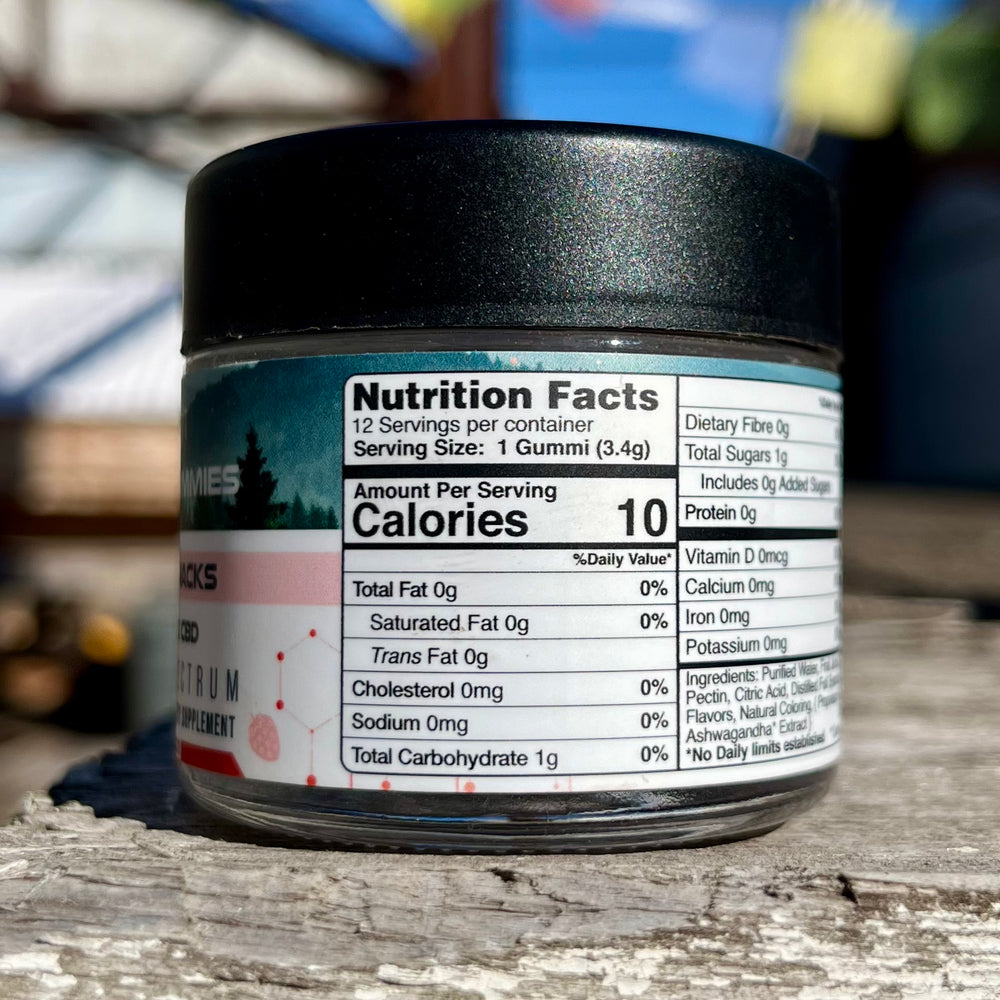 MMIES
ACKS
CBD
CTRUM
SUPPLEMENT
Nutrition Facts
12 Servings per container
Serving Size: 1 Gummi (3.4g)
Amount Per Serving
Calories 10
%Daily Value*
Total Fat 0g 0%
Saturated Fat 0g 0%
Trans Fat 0g
Cholesterol 0mg 0%
Sodium 0mg 0%
Total Carbohydrate 1g 0%
Dietary Fibre 0g
Total Sugars 1g
Includes 0g Added Sugars
Protein 0g
Vitamin D 0mcg
Calcium 0mg
Iron 0mg
Potassium 0mg
Ingredients: Purified Water,
Pectin, Citric Acid, Distilled
Flavors, Natural Coloring, (
Ashwagandha* Extract)
*No Daily limits established